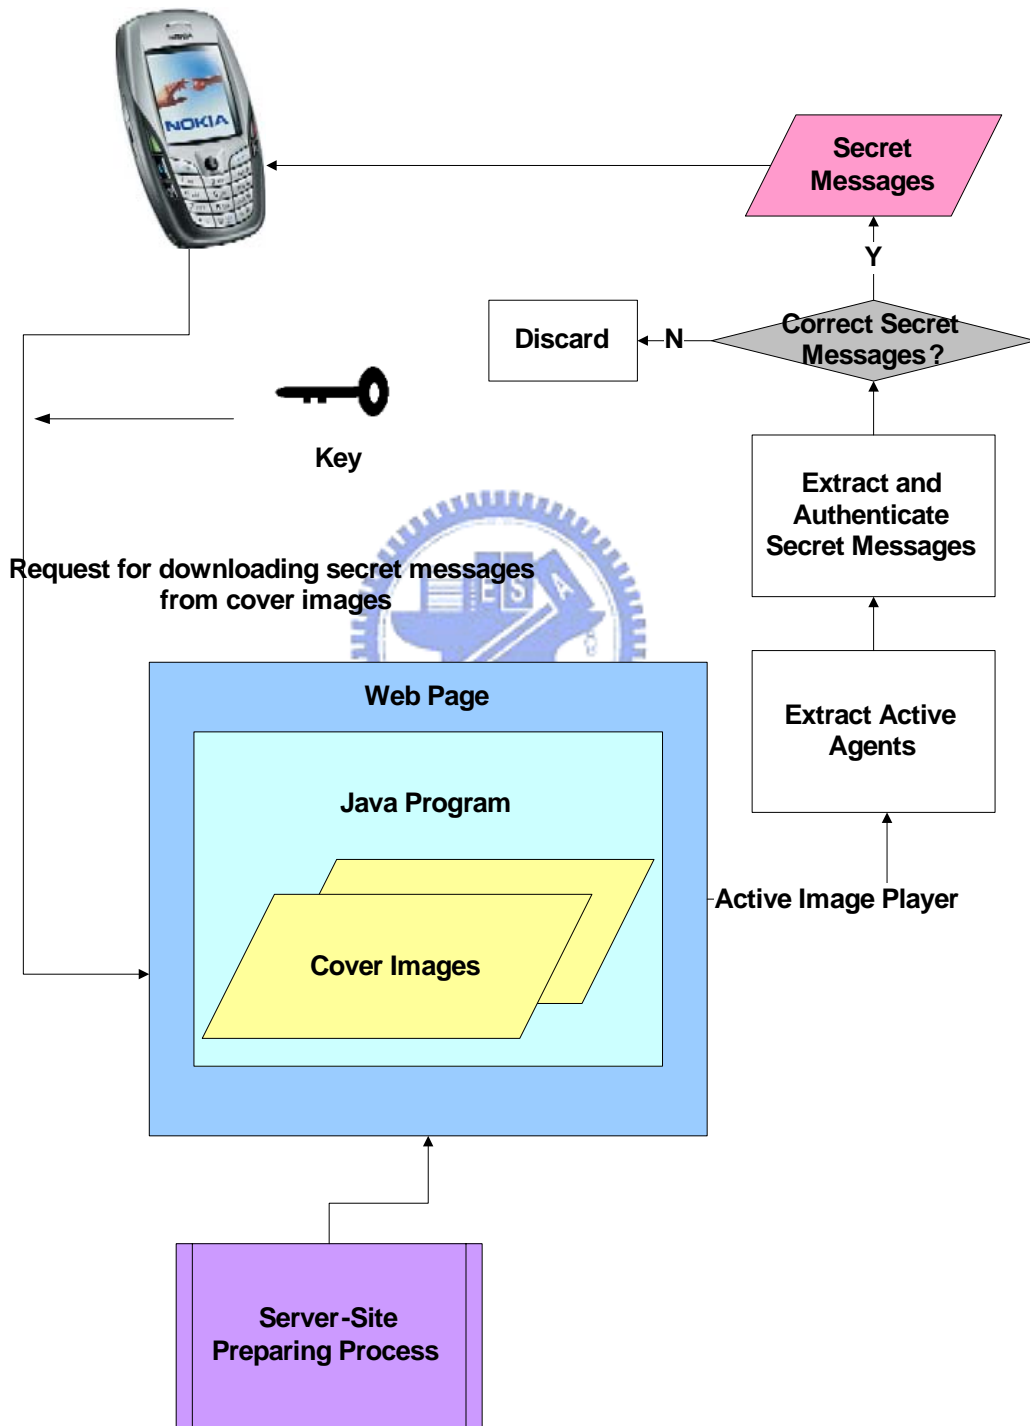 NOKIA
NOKIA
Secret
Messages
Y
Correct Secret
Messages?
N
Discard
Key
Extract and
Authenticate
Secret Messages
Request for downloading secret messages
from cover images
E S A
Web Page
Extract Active
Agents
Java Program
Active Image Player
Cover Images
Server-Site
Preparing Process